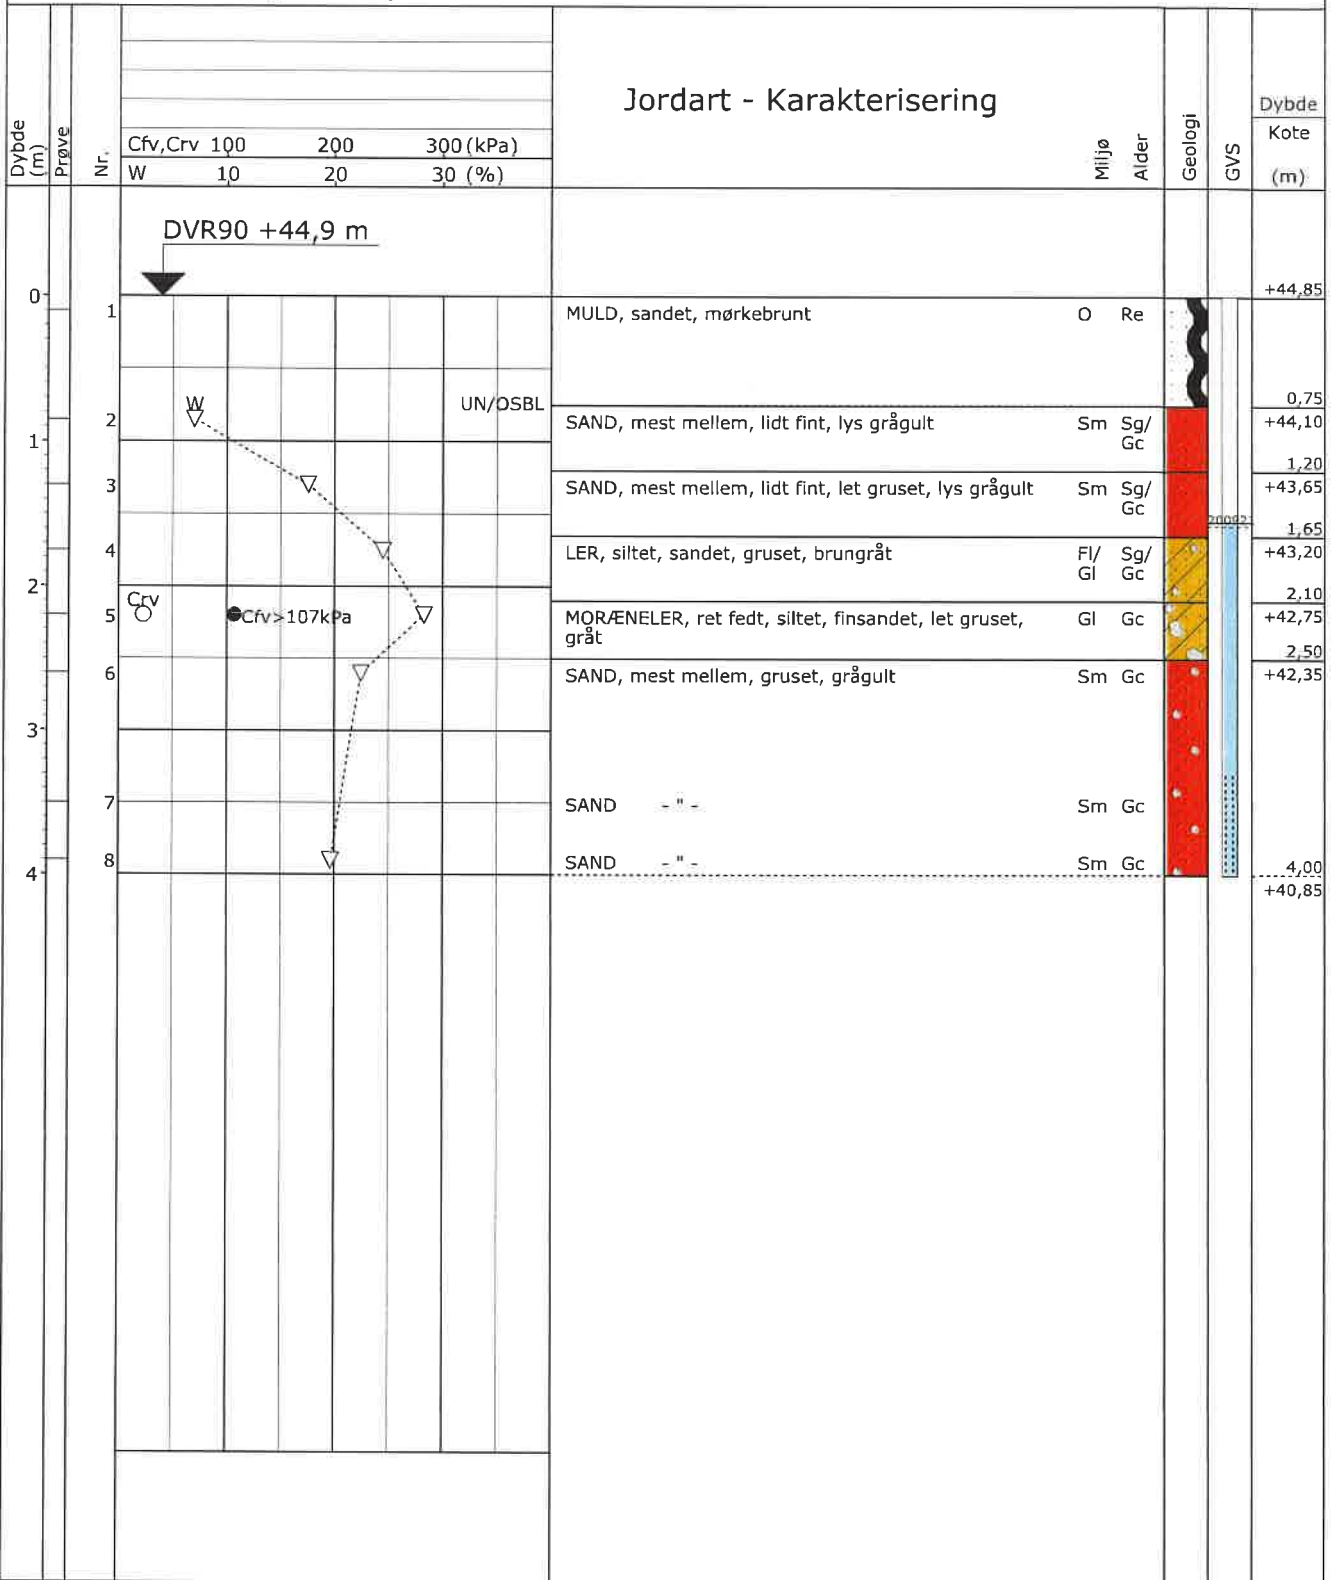 Jordart - Karakterisering
Dybde (m)
Prøve
Nr.
Cfv,Crv 100 200 300 (kPa)
W 10 20 30 (%)
Miljø
Alder
Geologi
GVS
Dybde
Kote
(m)
DVR90 +44,9 m
0
+44,85
1 MULD, sandet, mørkebrunt O Re
W UN/OSBL
0,75
2 SAND, mest mellem, lidt fint, lys grågult Sm Sg/ +44,10
Gc
1
1,20
3 SAND, mest mellem, lidt fint, let gruset, lys grågult Sm Sg/ +43,65
Gc
1,65
4 LER, siltet, sandet, gruset, brungråt Fl/ Sg/ +43,20
Gl Gc
2
2,10
Crv
5 Cfv>107kPa MORÆNELER, ret fedt, siltet, finsandet, let gruset, Gl Gc +42,75
gråt
2,50
6 SAND, mest mellem, gruset, grågult Sm Gc +42,35
3
7 SAND - " - Sm Gc
8 SAND - " - Sm Gc
4
4,00
+40,85